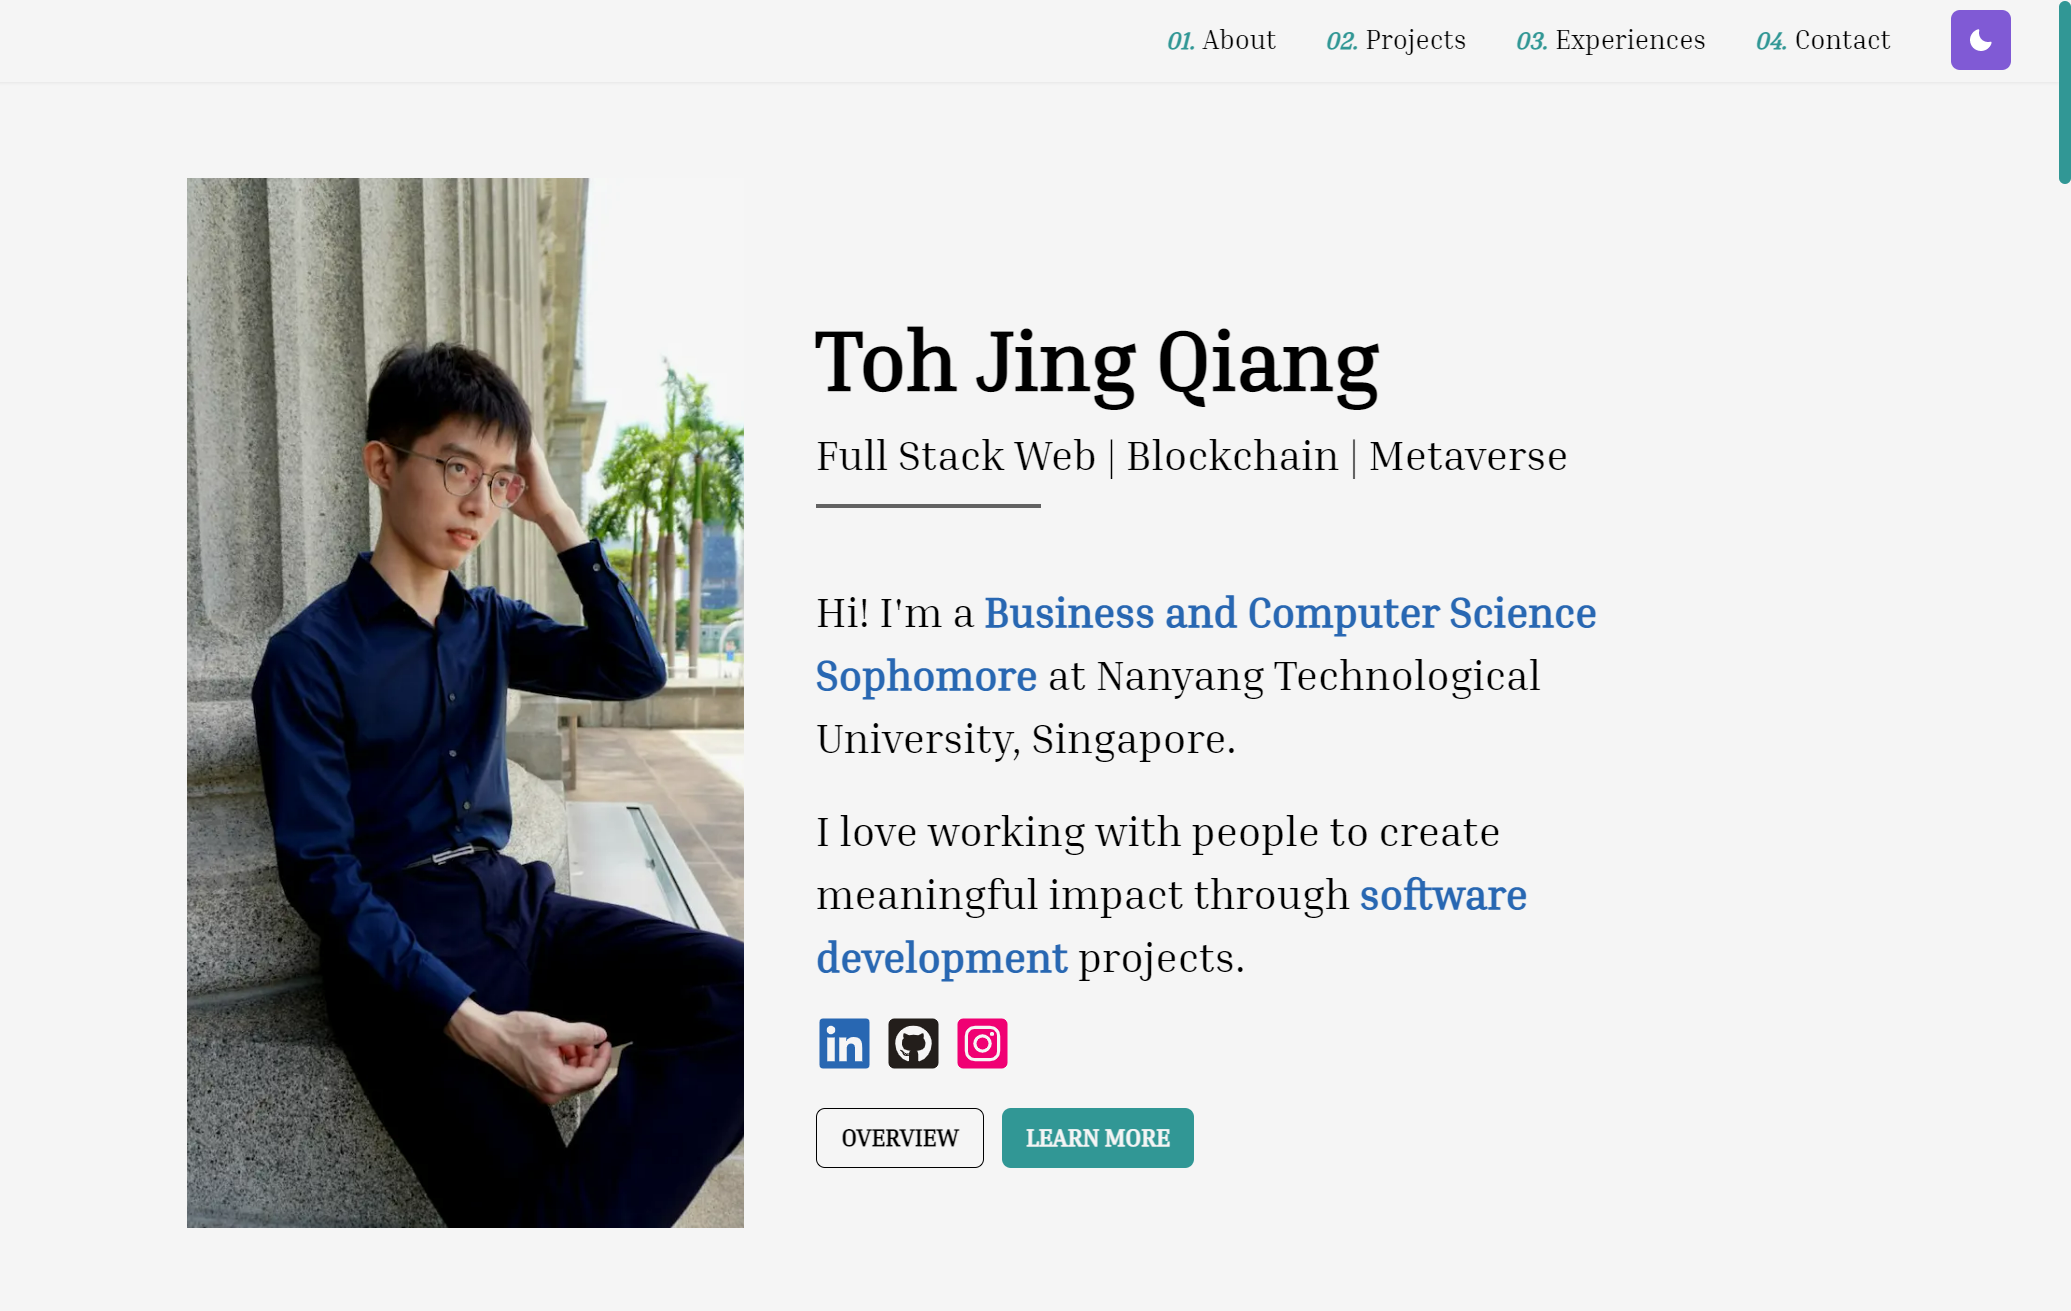 01. About 02. Projects 03. Experiences 04. Contact
Toh Jing Qiang
Full Stack Web | Blockchain | Metaverse
Hi! I'm a Business and Computer Science
Sophomore at Nanyang Technological
University, Singapore.
I love working with people to create
meaningful impact through software
development projects.
in
OVERVIEW LEARN MORE